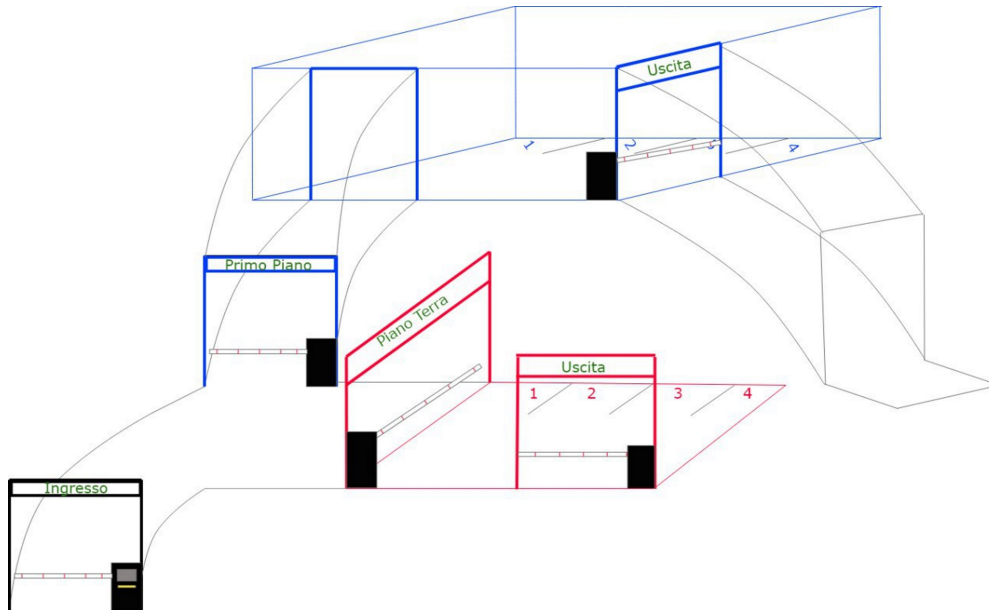 Uscita
1 2 3 4
Primo Piano
Piano Terra
Uscita
1 2 3 4
Ingresso